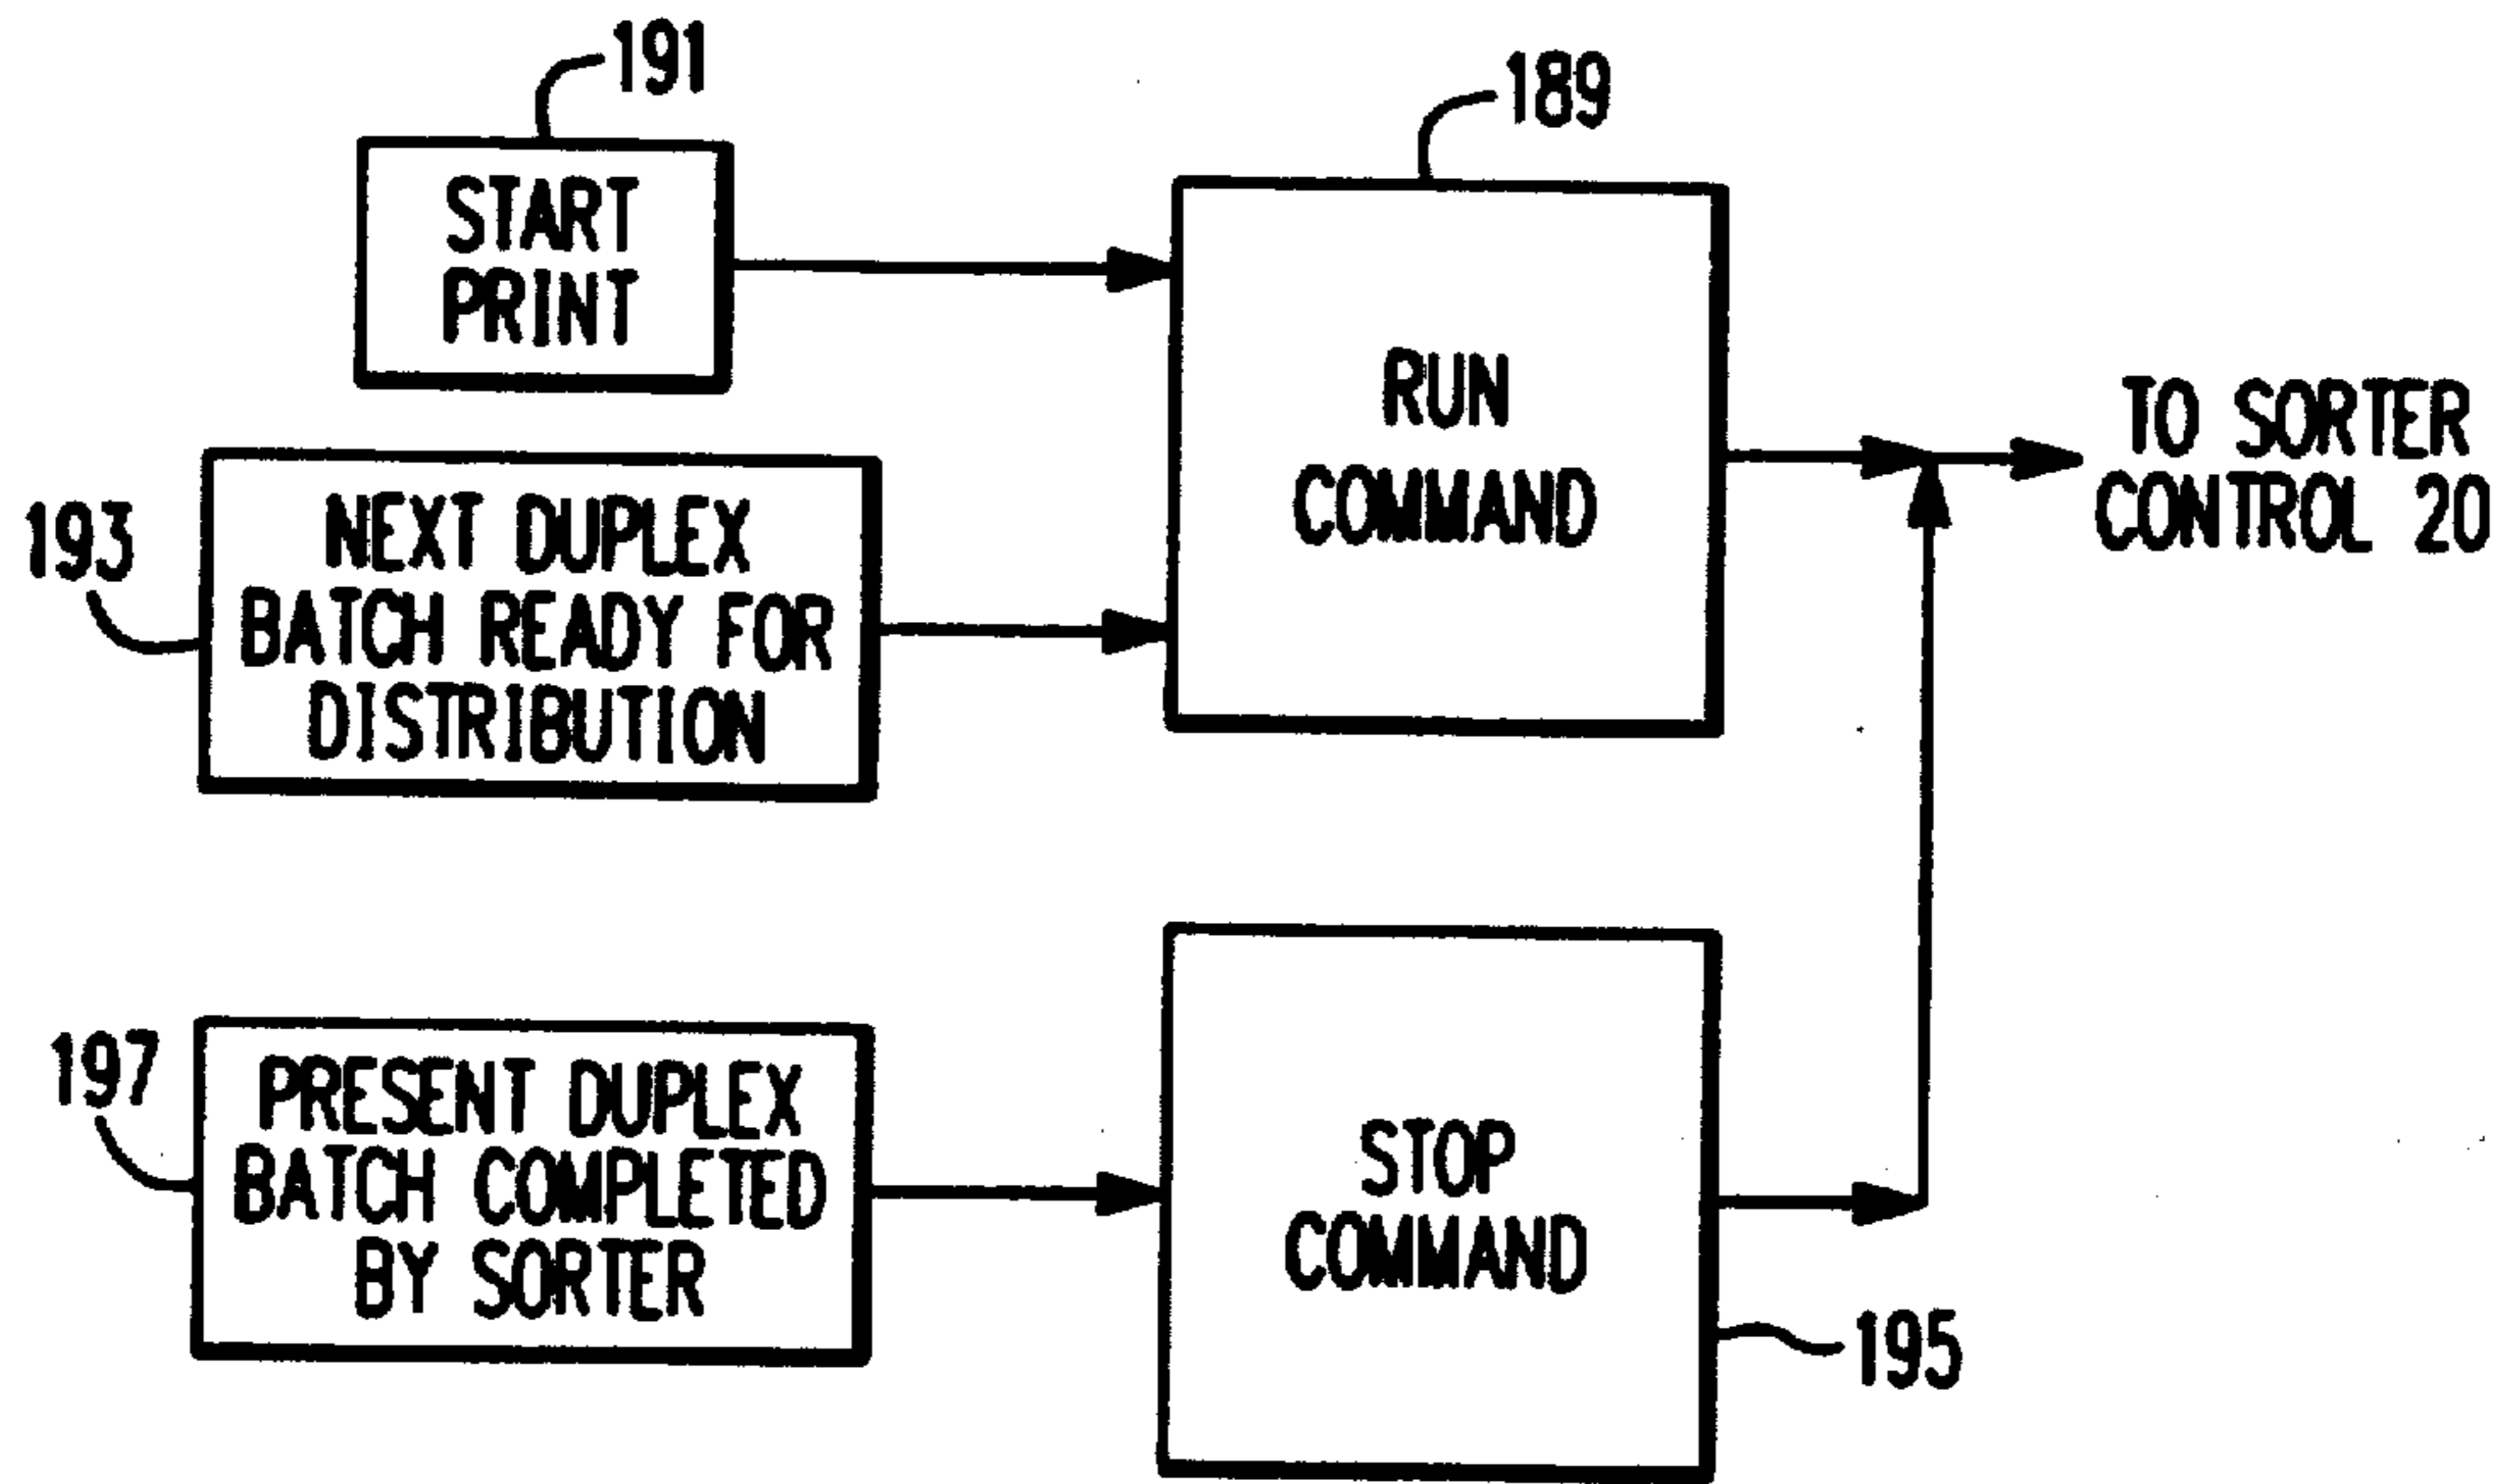 191
START
PRINT
189
RUN
COMMAND
TO SORTER
CONTROL 20
193
NEXT DUPLEX
BATCH READY FOR
DISTRIBUTION
197
PRESENT DUPLEX
BATCH COMPLETED
BY SORTER
STOP
COMMAND
195